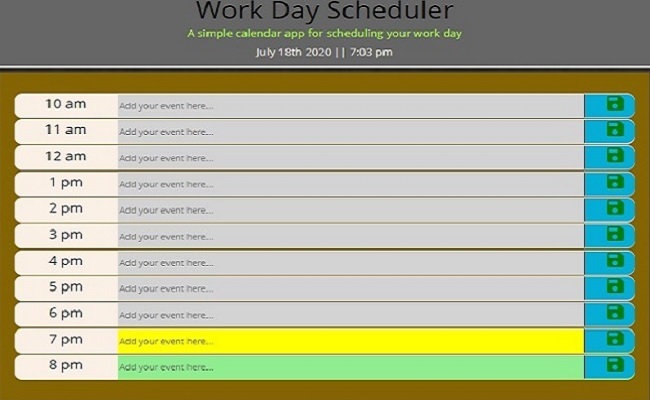 Work Day Scheduler
A simple calendar app for scheduling your work day
July 18th 2020 || 7:03 pm
10 am Add your event here...
11 am Add your event here...
12 am Add your event here...
1 pm Add your event here...
2 pm Add your event here...
3 pm Add your event here...
4 pm Add your event here...
5 pm Add your event here...
6 pm Add your event here...
7 pm Add your event here...
8 pm Add your event here...